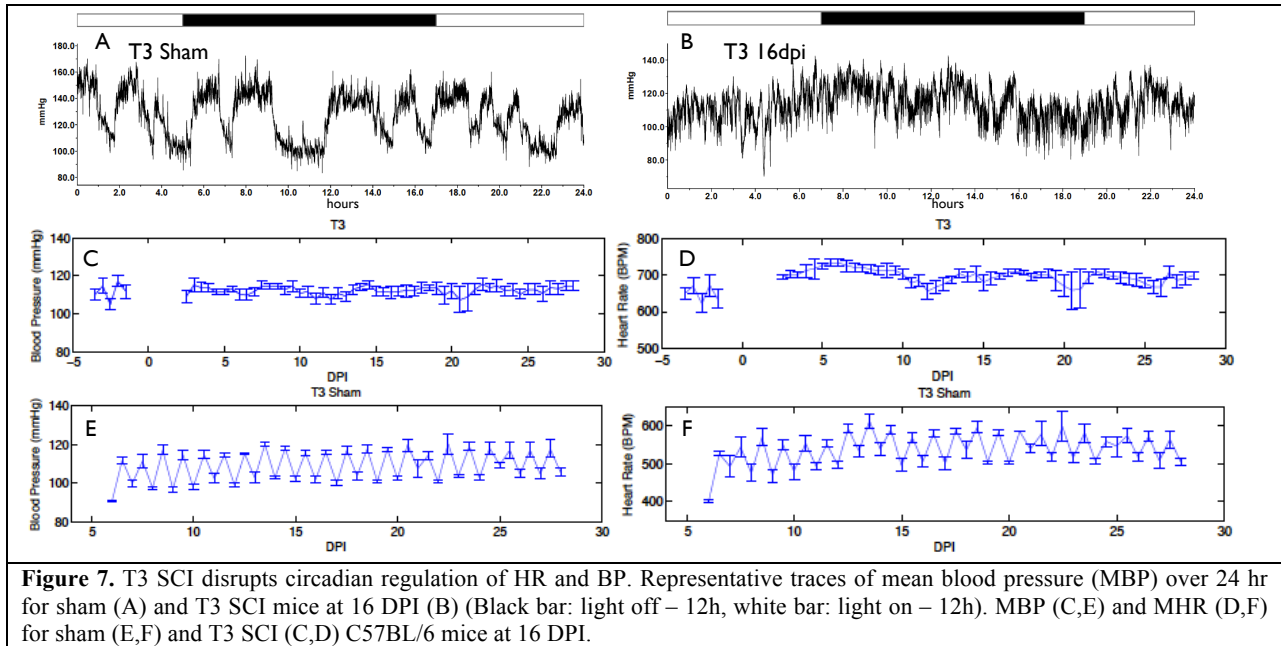 A
T3 Sham
180.0
160.0
140.0
120.0
100.0
80.0
mmHg
0 2.0 4.0 6.0 8.0 10.0 12.0 14.0 16.0 18.0 20.0 22.0 24.0
hours
B
T3 16dpi
140.0
120.0
100.0
80.0
mmHg
0 2.0 4.0 6.0 8.0 10.0 12.0 14.0 16.0 18.0 20.0 22.0 24.0
hours
T3
C
140
120
100
80
Blood Pressure (mmHg)
−5 0 5 10 15 20 25 30
DPI
T3
D
800
700
600
500
Heart Rate (BPM)
−5 0 5 10 15 20 25 30
DPI
T3 Sham
E
140
120
100
80
Blood Pressure (mmHg)
5 10 15 20 25 30
DPI
T3 Sham
F
600
500
400
Heart Rate (BPM)
5 10 15 20 25 30
DPI
Figure 7. T3 SCI disrupts circadian regulation of HR and BP. Representative traces of mean blood pressure (MBP) over 24 hr
for sham (A) and T3 SCI mice at 16 DPI (B) (Black bar: light off – 12h, white bar: light on – 12h). MBP (C,E) and MHR (D,F)
for sham (E,F) and T3 SCI (C,D) C57BL/6 mice at 16 DPI.